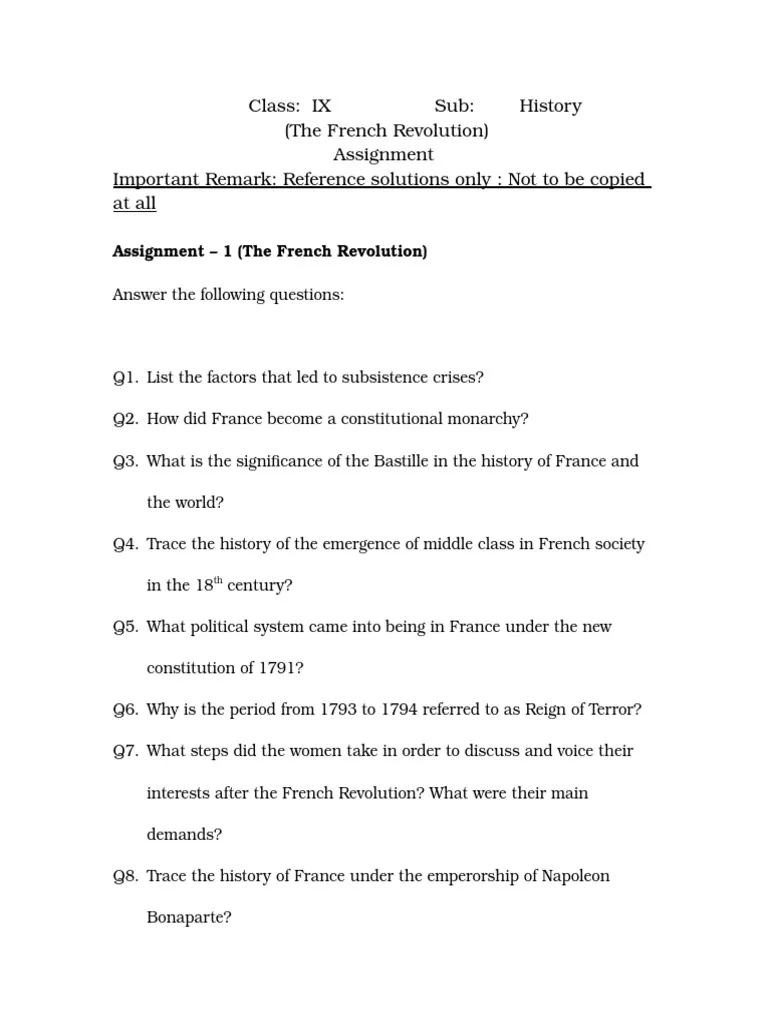 Class: IX Sub: History
(The French Revolution)
Assignment
Important Remark: Reference solutions only : Not to be copied
at all
Assignment – 1 (The French Revolution)
Answer the following questions:
Q1. List the factors that led to subsistence crises?
Q2. How did France become a constitutional monarchy?
Q3. What is the significance of the Bastille in the history of France and
the world?
Q4. Trace the history of the emergence of middle class in French society
in the 18th century?
Q5. What political system came into being in France under the new
constitution of 1791?
Q6. Why is the period from 1793 to 1794 referred to as Reign of Terror?
Q7. What steps did the women take in order to discuss and voice their
interests after the French Revolution? What were their main
demands?
Q8. Trace the history of France under the emperorship of Napoleon
Bonaparte?